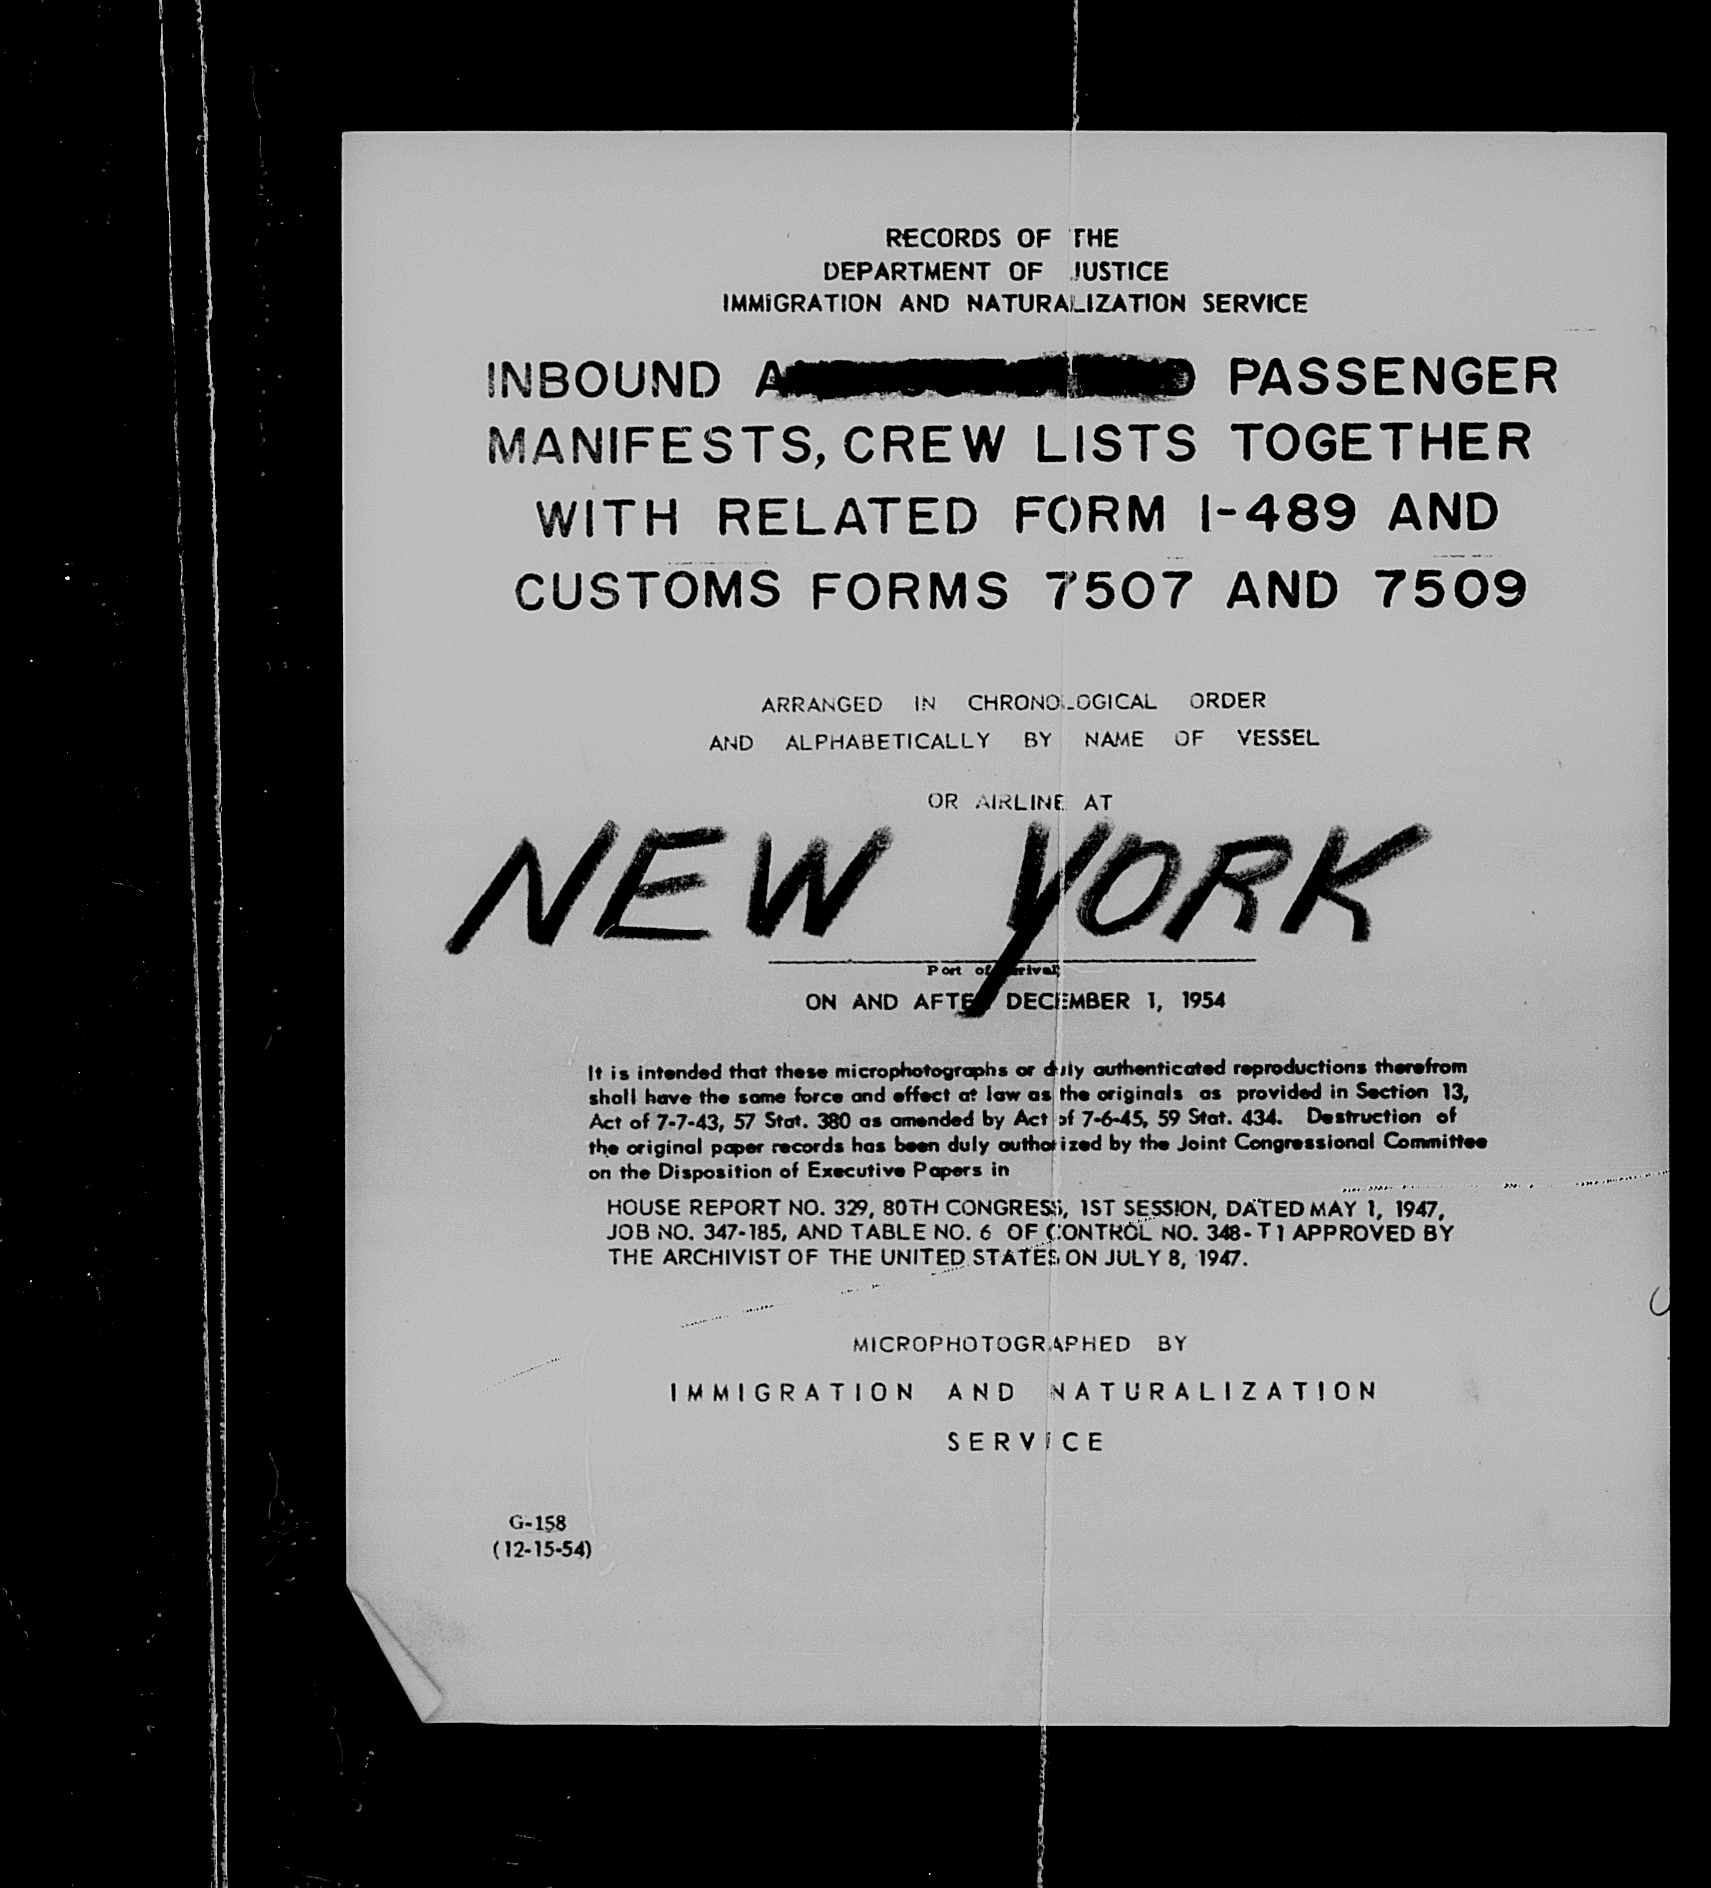 RECORDS OF THE
DEPARTMENT OF JUSTICE
IMMIGRATION AND NATURALIZATION SERVICE
INBOUND PASSENGER
MANIFESTS, CREW LISTS TOGETHER
WITH RELATED FORM I-489 AND
CUSTOMS FORMS 7507 AND 7509
ARRANGED IN CHRONOLOGICAL ORDER
AND ALPHABETICALLY BY NAME OF VESSEL
OR AIRLINE AT
NEW YORK
Port of Arrival
ON AND AFTER DECEMBER 1, 1954
It is intended that these microphotographs or duly authenticated reproductions therefrom
shall have the same force and effect at law as the originals as provided in Section 13,
Act of 7-7-43, 57 Stat. 380 as amended by Act of 7-6-45, 59 Stat. 434. Destruction of
the original paper records has been duly authorized by the Joint Congressional Committee
on the Disposition of Executive Papers in
HOUSE REPORT NO. 329, 80TH CONGRESS, 1ST SESSION, DATED MAY 1, 1947,
JOB NO. 347-185, AND TABLE NO. 6 OF CONTROL NO. 348-T1 APPROVED BY
THE ARCHIVIST OF THE UNITED STATES ON JULY 8, 1947.
MICROPHOTOGRAPHED BY
IMMIGRATION AND NATURALIZATION
SERVICE
G-158
(12-15-54)